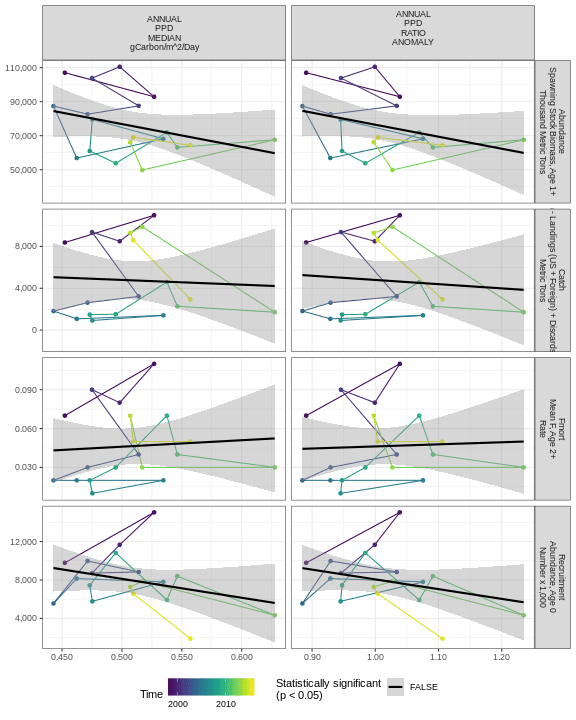 ANNUAL
PPD
MEDIAN
gCarbon/m^2/Day
ANNUAL
PPD
RATIO
ANOMALY
110,000
90,000
70,000
50,000
Abundance
Spawning Stock Biomass, Age 1+
Thousand Metric Tons
8,000
4,000
0
Catch
- Landings (US + Foreign) + Discards
Metric Tons
0.090
0.060
0.030
Fmort
Mean F, Age 2+
Rate
12,000
8,000
4,000
Recruitment
Abundance, Age 0
Number x 1,000
0.450
0.500
0.550
0.600
0.90
1.00
1.10
1.20
Time
2000
2010
Statistically significant
(p < 0.05)
FALSE